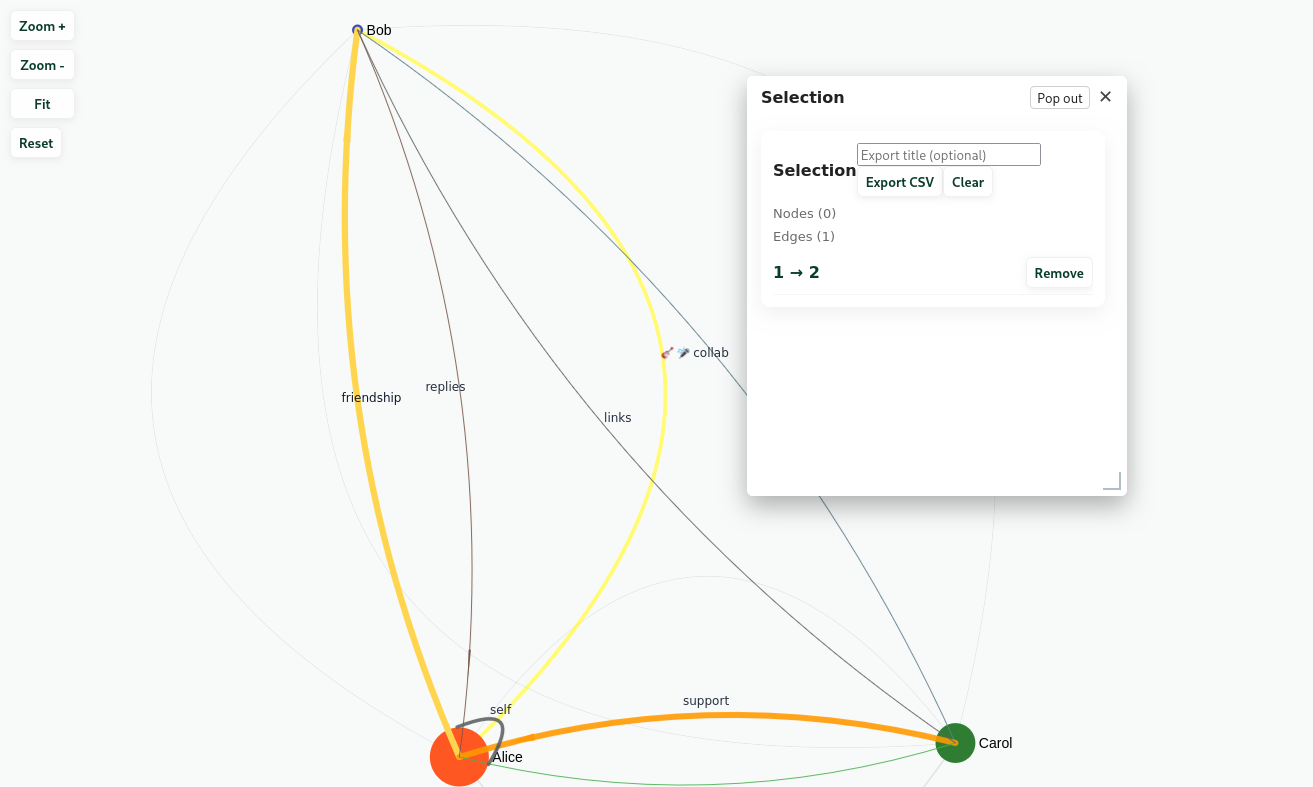 Zoom +
Zoom -
Fit
Reset
Bob
Selection
Pop out
✕
Export title (optional)
Selection
Export CSV
Clear
Nodes (0)
Edges (1)
1 → 2
Remove
🎸 🎤 collab
replies
friendship
links
support
self
Alice
Carol